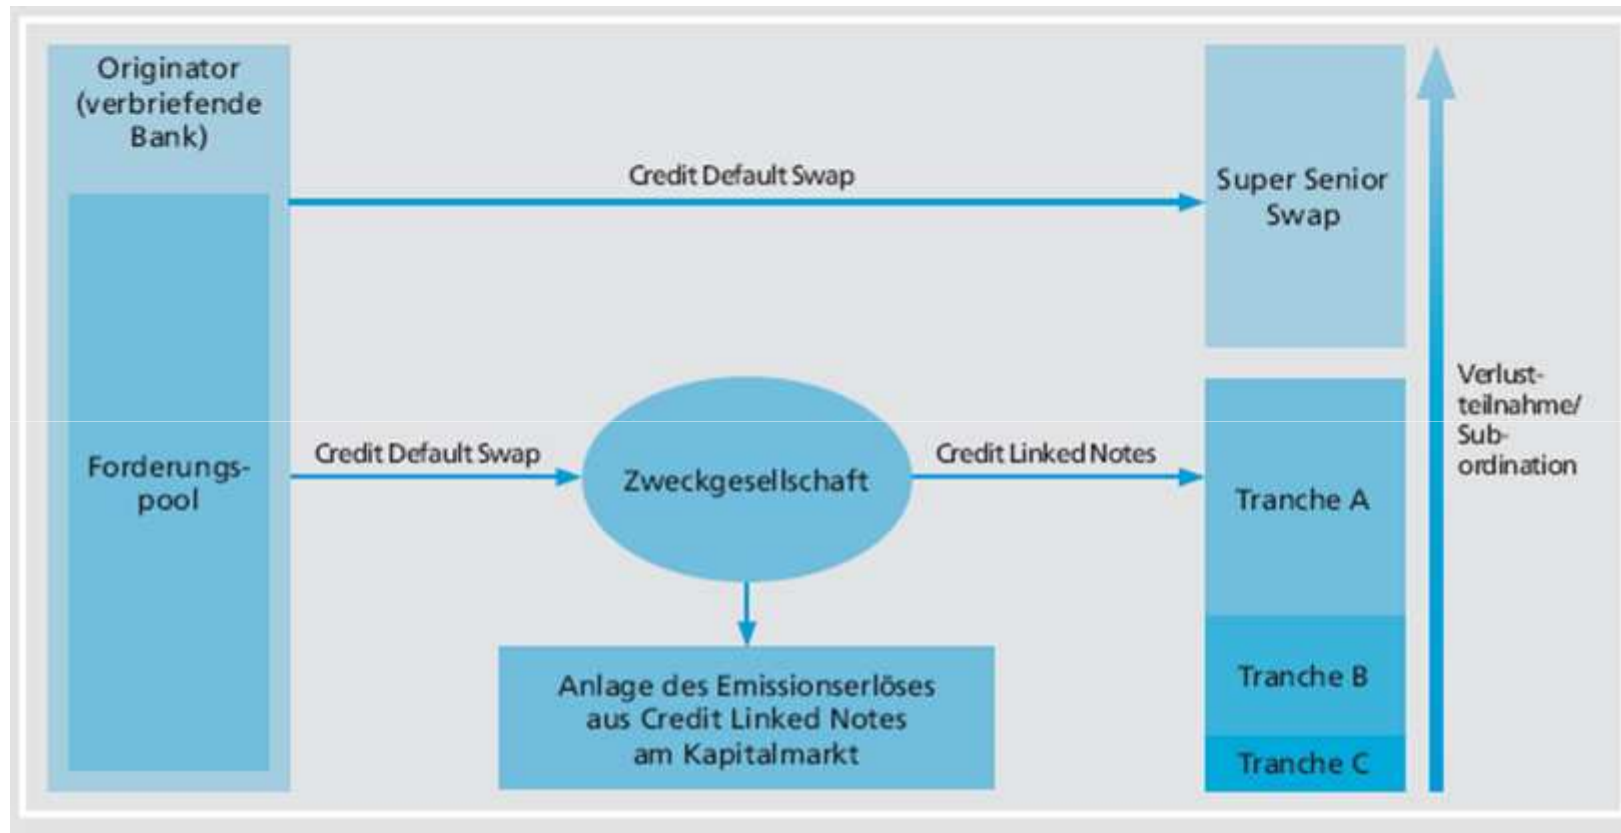 Originator
(verbriefende
Bank)
Credit Default Swap
Super Senior
Swap
Forderungs-
pool
Credit Default Swap
Zweckgesellschaft
Credit Linked Notes
Tranche A
Verlust-
teilnahme/
Sub-
ordination
Anlage des Emissionserlöses
aus Credit Linked Notes
am Kapitalmarkt
Tranche B
Tranche C